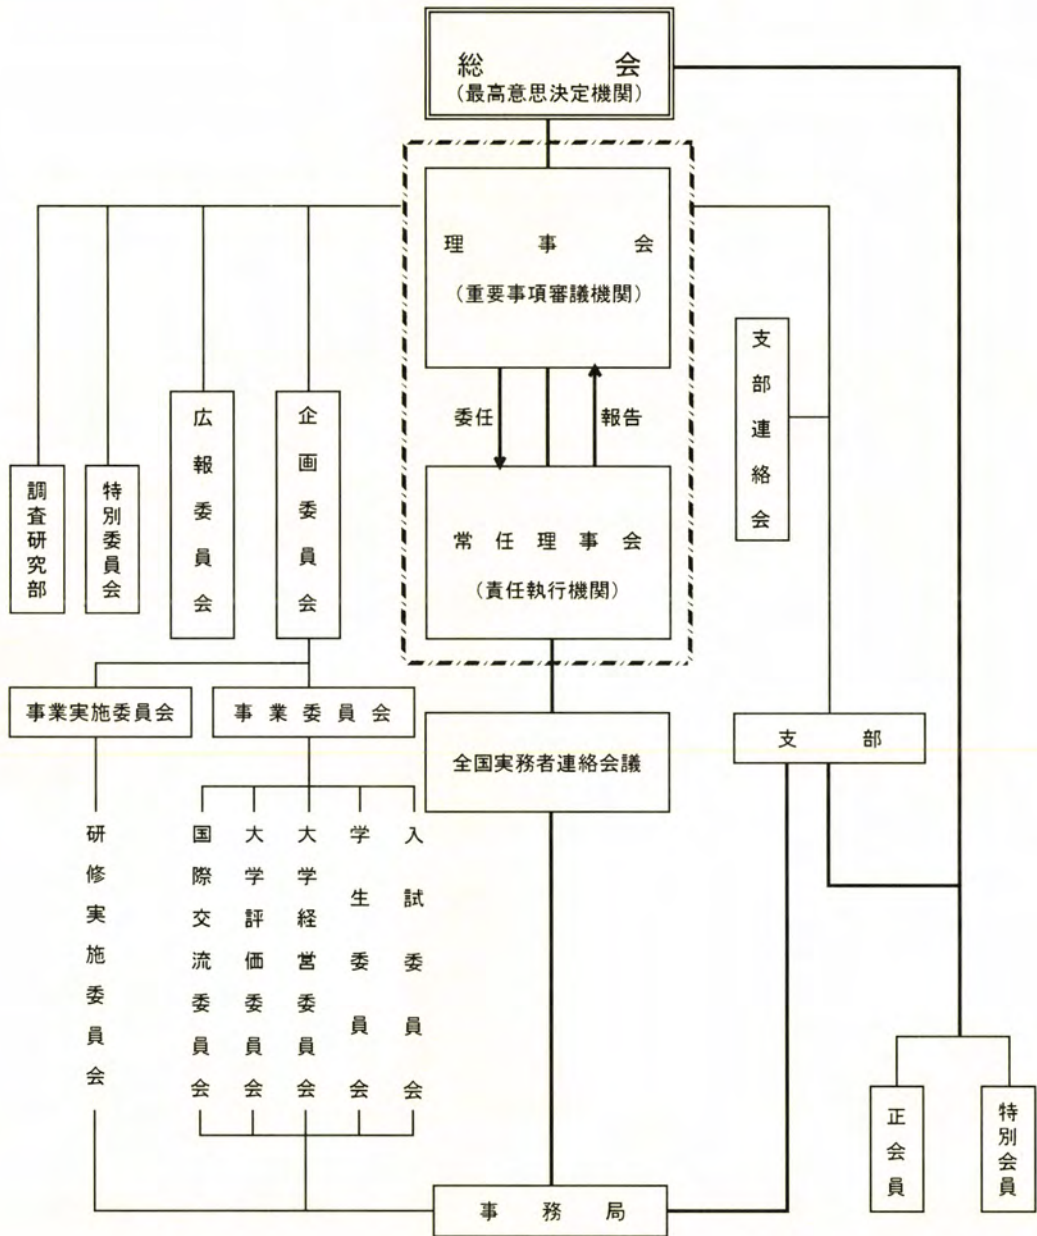 総会
(最高意思決定機関)
理事会
(重要事項審議機関)
委任
報告
常任理事会
(責任執行機関)
調査研究部
特別委員会
広報委員会
企画委員会
支部連絡会
事業実施委員会
事業委員会
全国実務者連絡会議
支部
研修実施委員会
国際交流委員会
大学評価委員会
大学経営委員会
学生委員会
入試委員会
正会員
特別会員
事務局